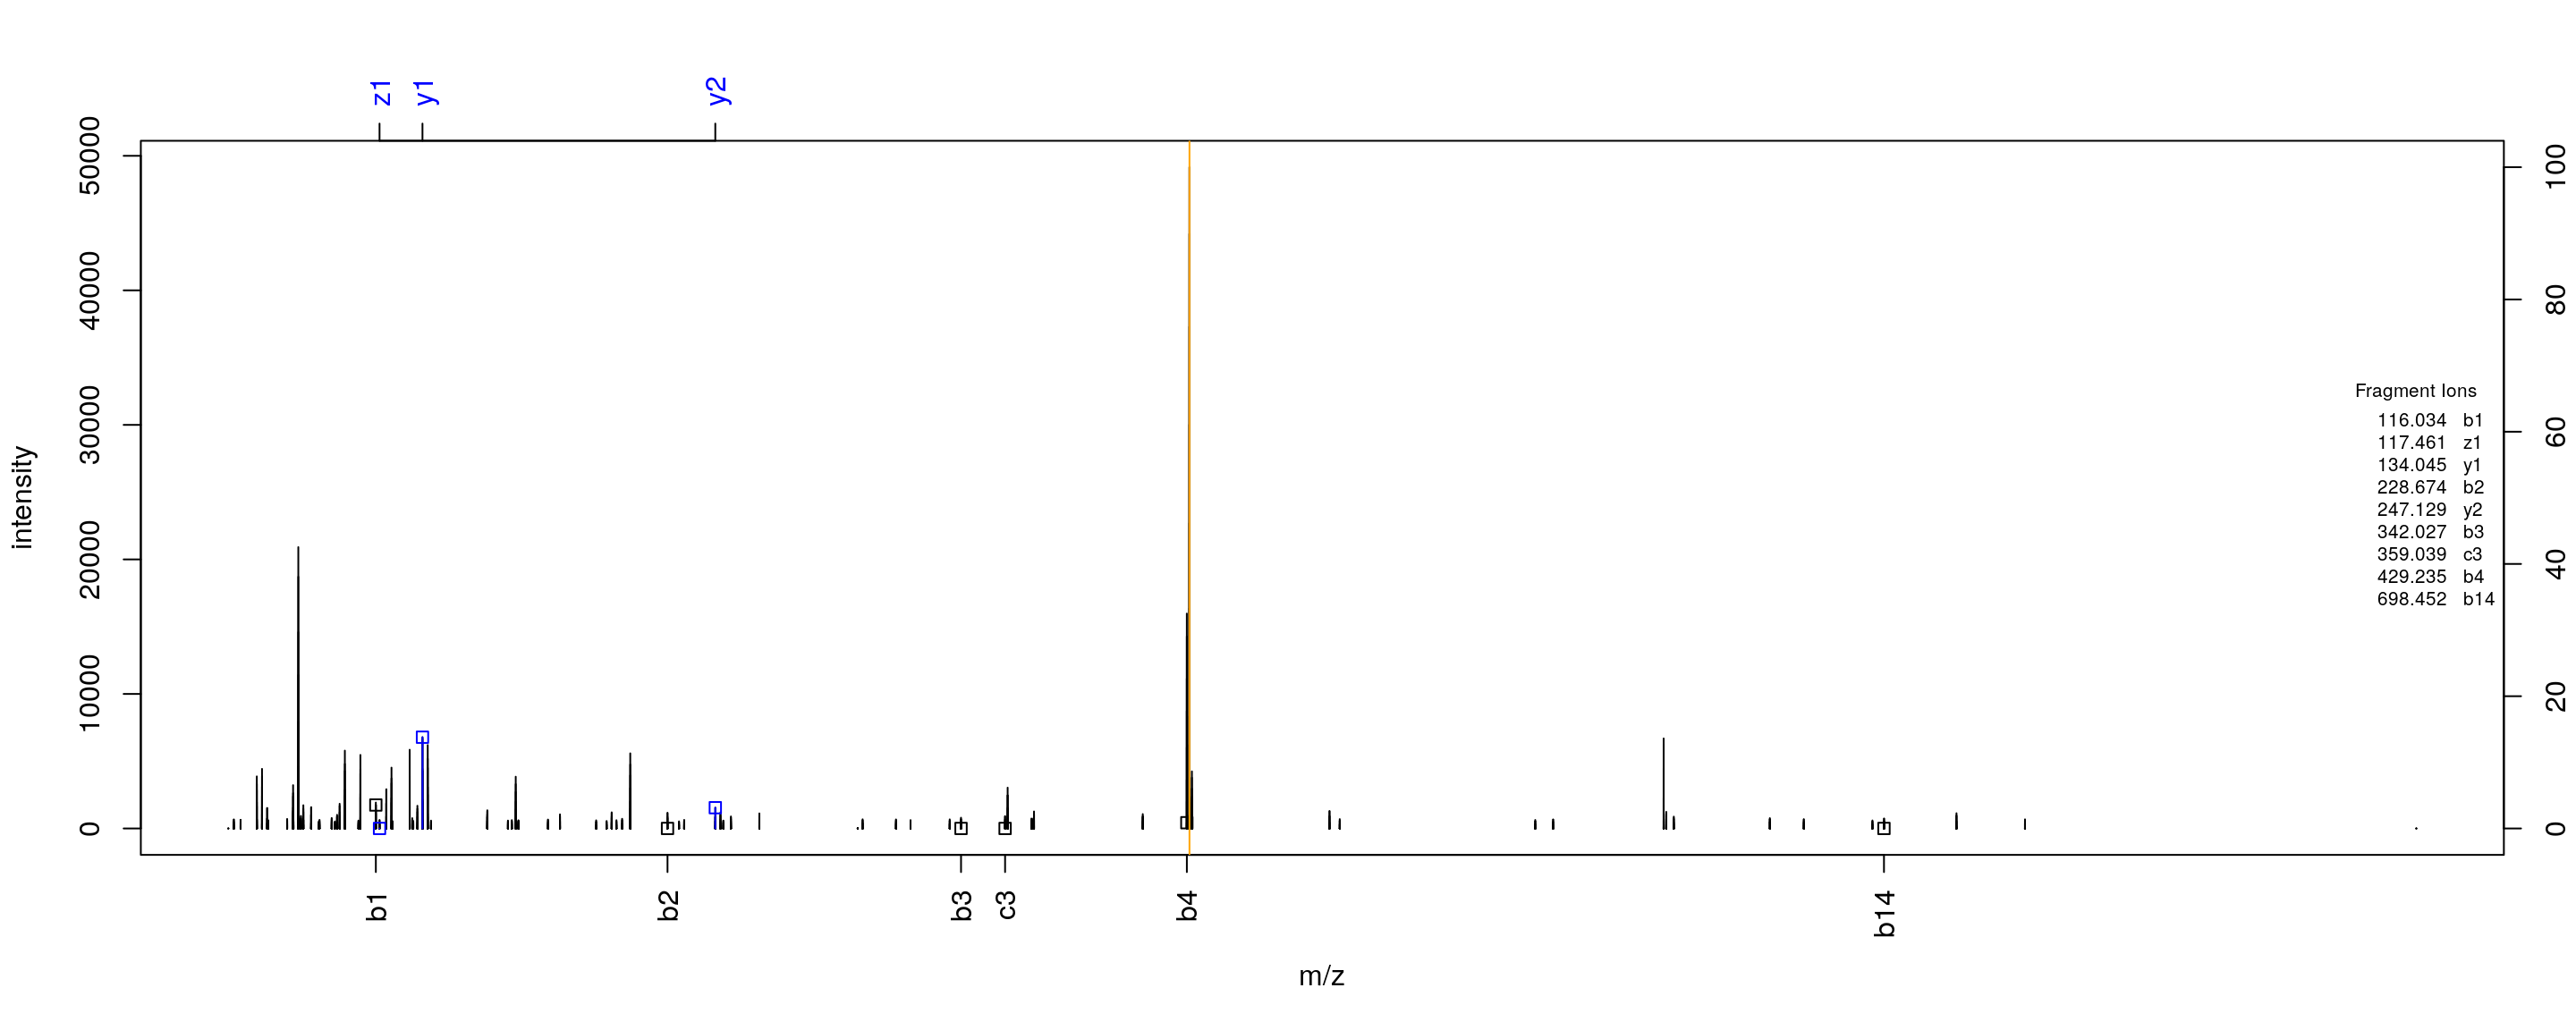 z1 y1 y2
50000
40000
30000
20000
10000
0
intensity
100
80
60
40
20
0
Fragment Ions
116.034 b1
117.461 z1
134.045 y1
228.674 b2
247.129 y2
342.027 b3
359.039 c3
429.235 b4
698.452 b14
b1 b2 b3 c3 b4 b14
m/z